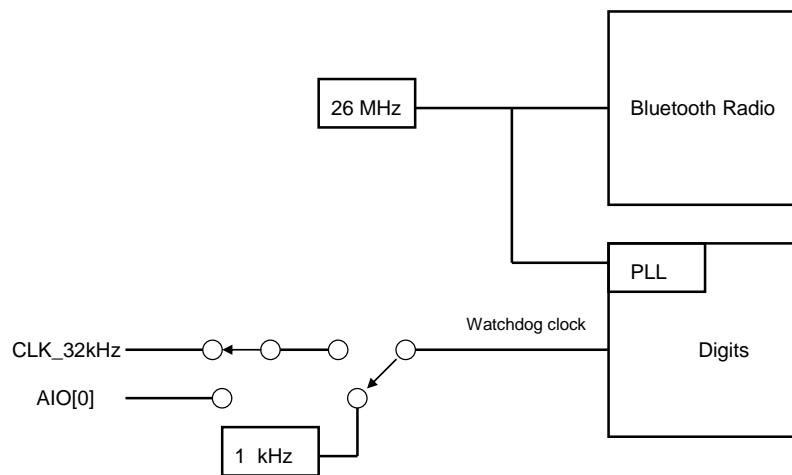 26 MHz
Bluetooth Radio
PLL
Watchdog clock
CLK_32kHz
Digits
AIO[0]
1 kHz